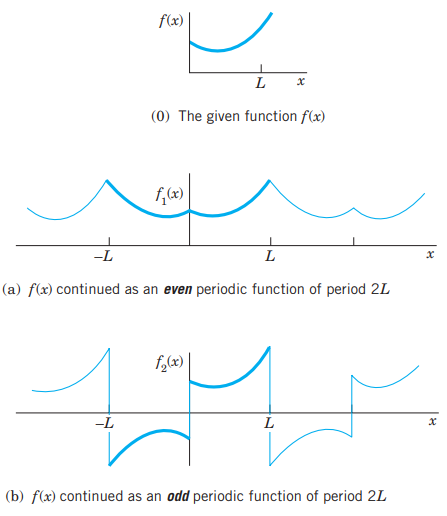 f(x)
L x
(0) The given function f(x)
f₁(x)
–L L x
(a) f(x) continued as an even periodic function of period 2L
f₂(x)
–L L x
(b) f(x) continued as an odd periodic function of period 2L